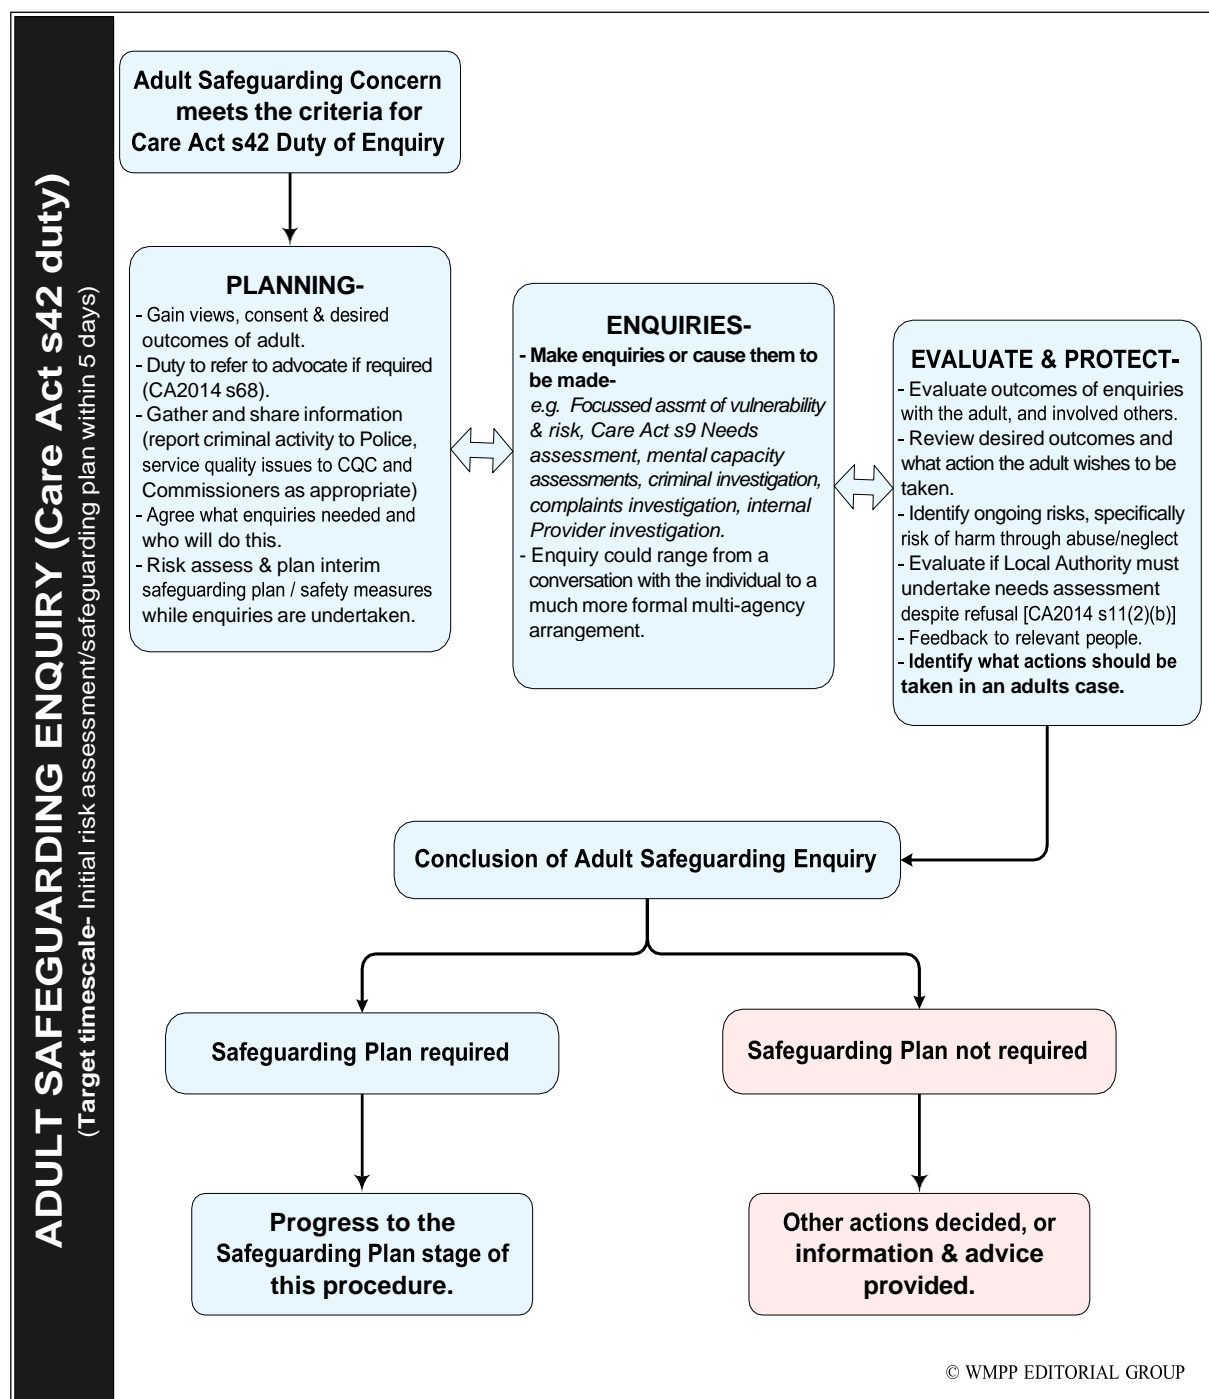 ADULT SAFEGUARDING ENQUIRY (Care Act s42 duty)
(Target timescale- Initial risk assessment/safeguarding plan within 5 days)
Adult Safeguarding Concern
meets the criteria for
Care Act s42 Duty of Enquiry
PLANNING-
- Gain views, consent & desired
outcomes of adult.
- Duty to refer to advocate if required
(CA2014 s68).
- Gather and share information
(report criminal activity to Police,
service quality issues to CQC and
Commissioners as appropriate)
- Agree what enquiries needed and
who will do this.
- Risk assess & plan interim
safeguarding plan / safety measures
while enquiries are undertaken.
ENQUIRIES-
- Make enquiries or cause them to
be made-
e.g. Focussed assmt of vulnerability
& risk, Care Act s9 Needs
assessment, mental capacity
assessments, criminal investigation,
complaints investigation, internal
Provider investigation.
- Enquiry could range from a
conversation with the individual to a
much more formal multi-agency
arrangement.
EVALUATE & PROTECT-
- Evaluate outcomes of enquiries
with the adult, and involved others.
- Review desired outcomes and
what action the adult wishes to be
taken.
- Identify ongoing risks, specifically
risk of harm through abuse/neglect
- Evaluate if Local Authority must
undertake needs assessment
despite refusal [CA2014 s11(2)(b)]
- Feedback to relevant people.
- Identify what actions should be
taken in an adults case.
Conclusion of Adult Safeguarding Enquiry
Safeguarding Plan required
Safeguarding Plan not required
Progress to the
Safeguarding Plan stage of
this procedure.
Other actions decided, or
information & advice
provided.
© WMPP EDITORIAL GROUP